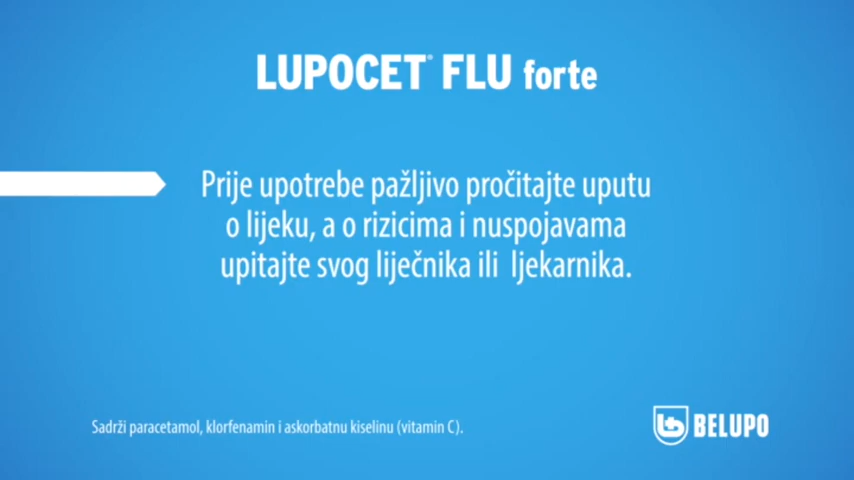 LUPOCET® FLU forte
Prije upotrebe pažljivo pročitajte uputu
o lijeku, a o rizicima i nuspojavama
upitajte svog liječnika ili ljekarnika.
Sadrži paracetamol, klorfenamin i askorbatnu kiselinu (vitamin C).
BELUPO